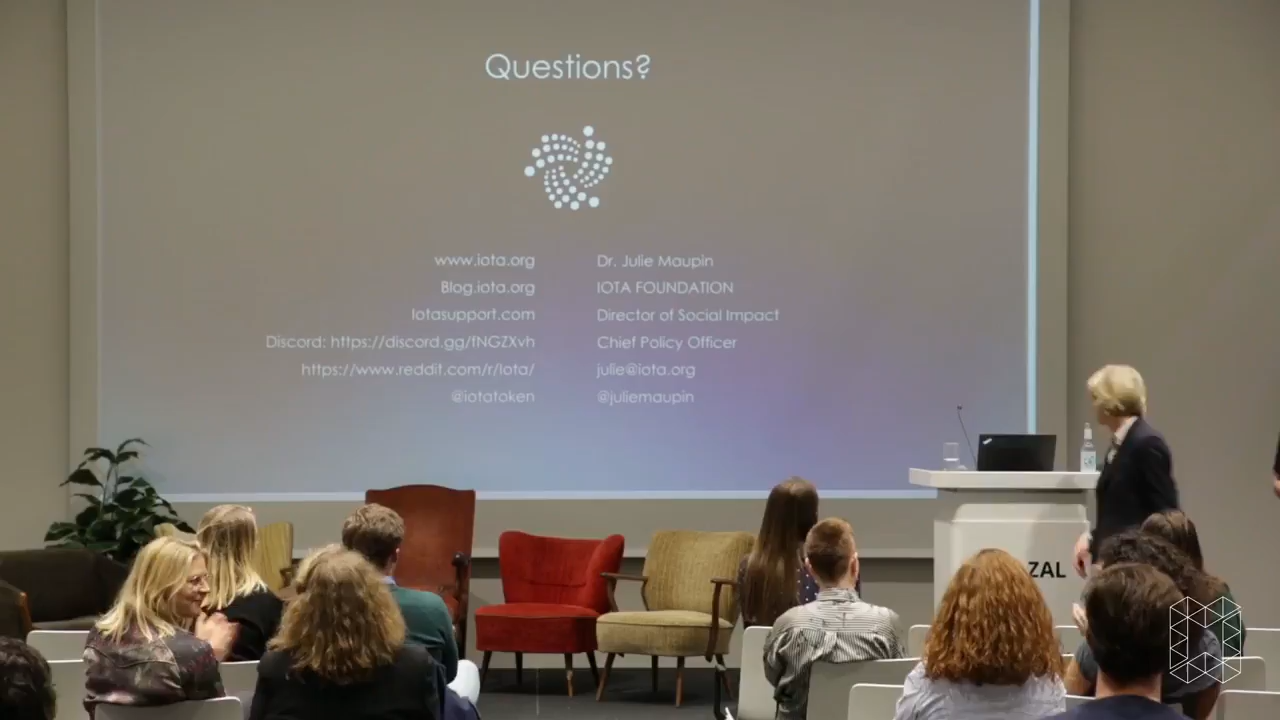 Questions?
www.iota.org
Blog.iota.org
Iotasupport.com
Discord: https://discord.gg/fNGZXvh
https://www.reddit.com/r/Iota/
@iotatoken
Dr. Julie Maupin
IOTA FOUNDATION
Director of Social Impact
Chief Policy Officer
julie@iota.org
@juliemaupin
ZAL